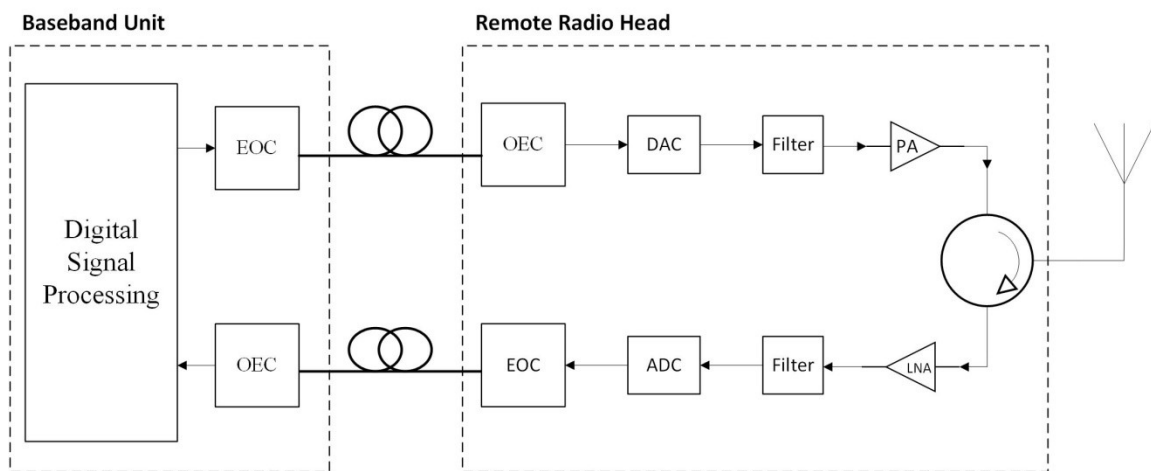 Baseband Unit
Remote Radio Head
EOC
OEC
DAC
Filter
PA
Digital
Signal
Processing
OEC
EOC
ADC
Filter
LNA